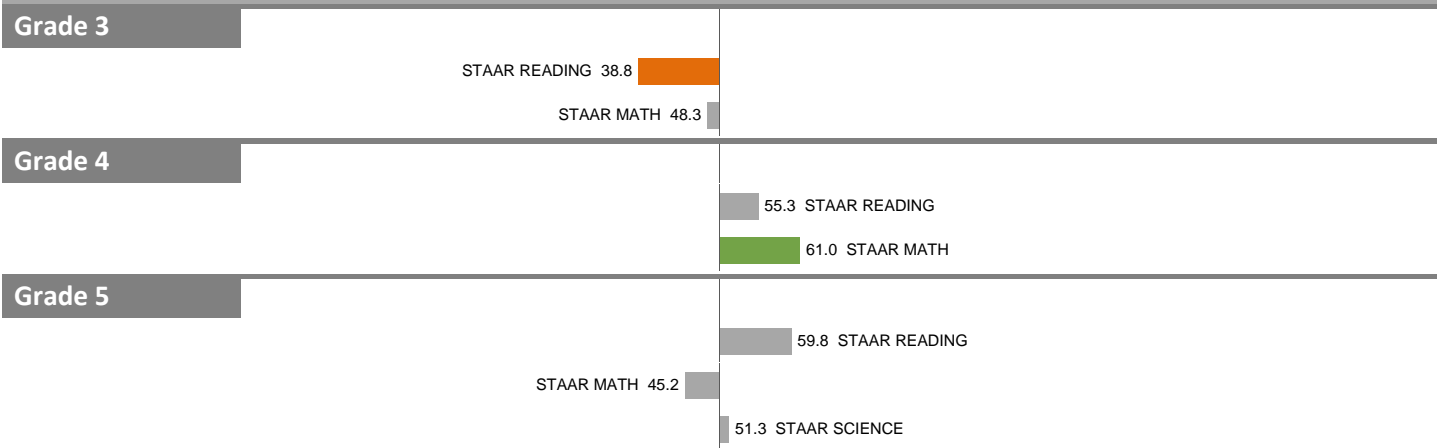 Grade 3
STAAR READING 38.8
STAAR MATH 48.3
Grade 4
55.3 STAAR READING
61.0 STAAR MATH
Grade 5
59.8 STAAR READING
STAAR MATH 45.2
51.3 STAAR SCIENCE